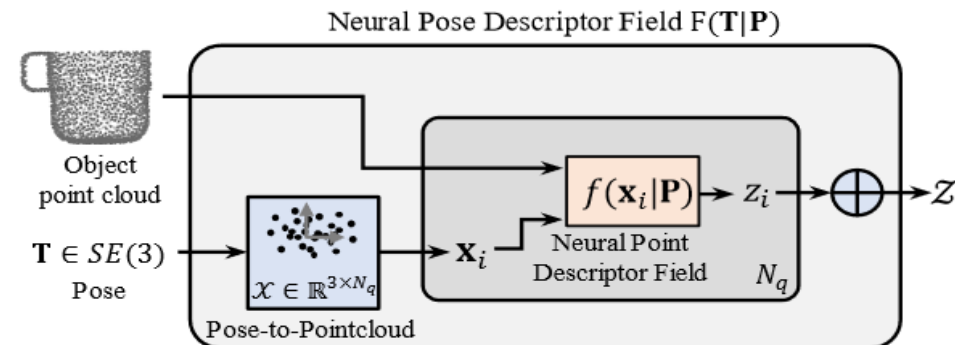 Neural Pose Descriptor Field F(𝐓|𝐏)
Object
point cloud
𝐓 ∈ SE(3)
Pose
𝒳 ∈ ℝ^{3×N_q}
Pose-to-Pointcloud
𝐱_i
f(𝐱_i|𝐏)
Neural Point
Descriptor Field
z_i
N_q
𝒵